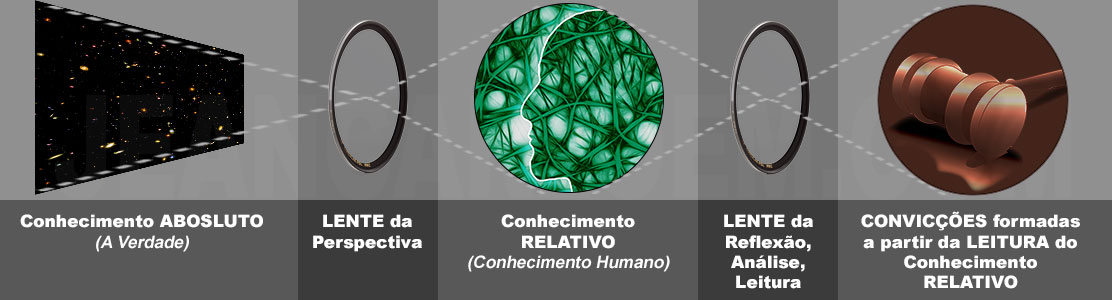 Conhecimento ABOSLUTO
(A Verdade)
LENTE da
Perspectiva
Conhecimento
RELATIVO
(Conhecimento Humano)
LENTE da
Reflexão,
Análise,
Leitura
CONVICÇÕES formadas
a partir da LEITURA do
Conhecimento
RELATIVO